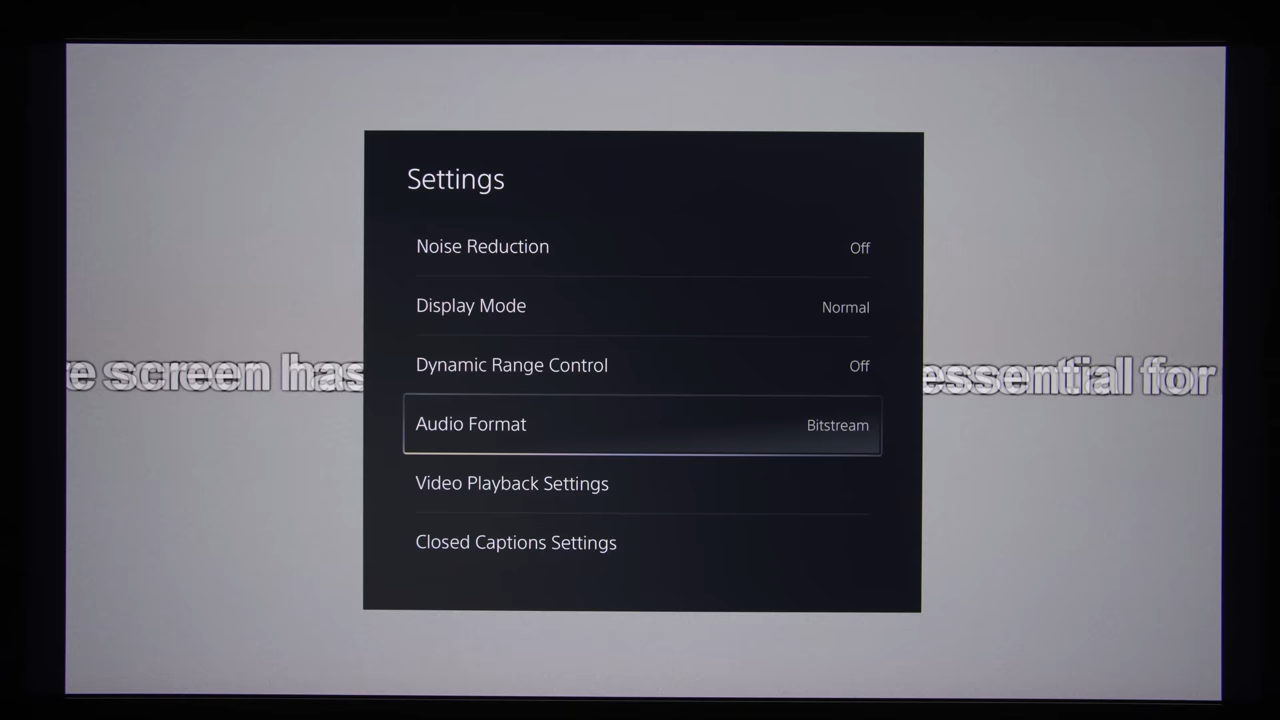 Settings
Noise Reduction Off
Display Mode Normal
Dynamic Range Control Off
re screen has essential for
Audio Format Bitstream
Video Playback Settings
Closed Captions Settings